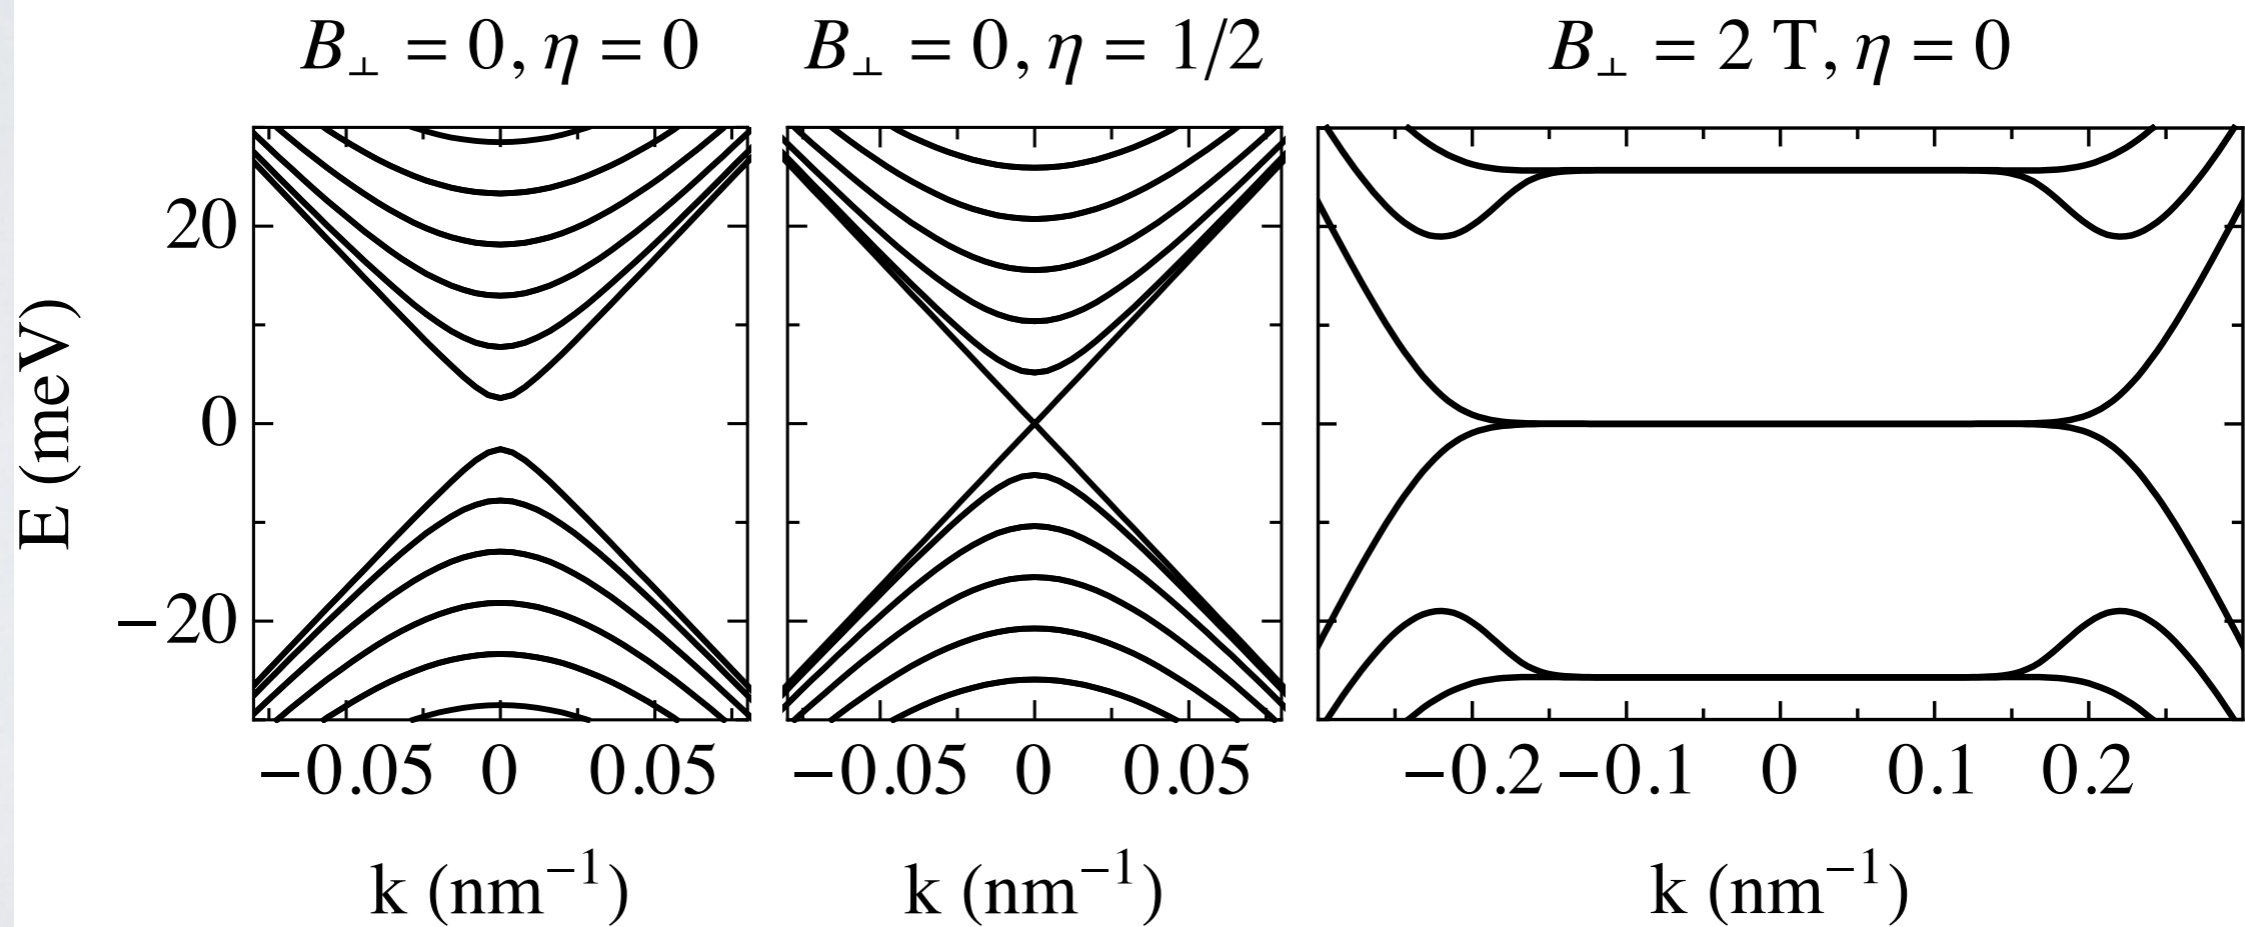 B⊥ = 0, η = 0
B⊥ = 0, η = 1/2
B⊥ = 2 T, η = 0
E (meV)
20
0
−20
−0.05 0 0.05
−0.05 0 0.05
−0.2 −0.1 0 0.1 0.2
k (nm⁻¹)
k (nm⁻¹)
k (nm⁻¹)